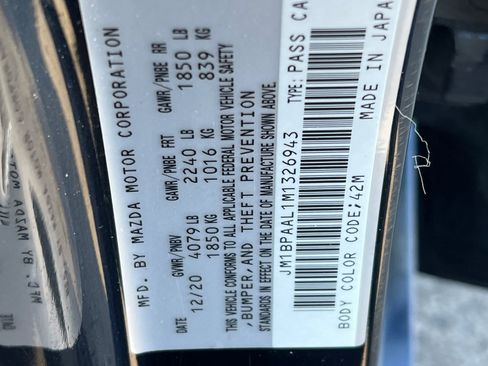 MFD. BY MAZDA MOTOR CORPORATION
DATE GVWR/PNBV GAWR/PNBE FRT GAWR/PNBE RR
12/20 4079LB 2240 LB 1850 LB
1850KG 1016 KG 839 KG
THIS VEHICLE CONFORMS TO ALL APPLICABLE FEDERAL MOTOR VEHICLE SAFETY
STANDARDS IN EFFECT ON THE DATE OF MANUFACTURE SHOWN ABOVE.
, BUMPER, AND THEFT PREVENTION
JM1BPAAL1M1326943 TYPE: PASS CA
BODY COLOR CODE;42M MADE IN JAPA